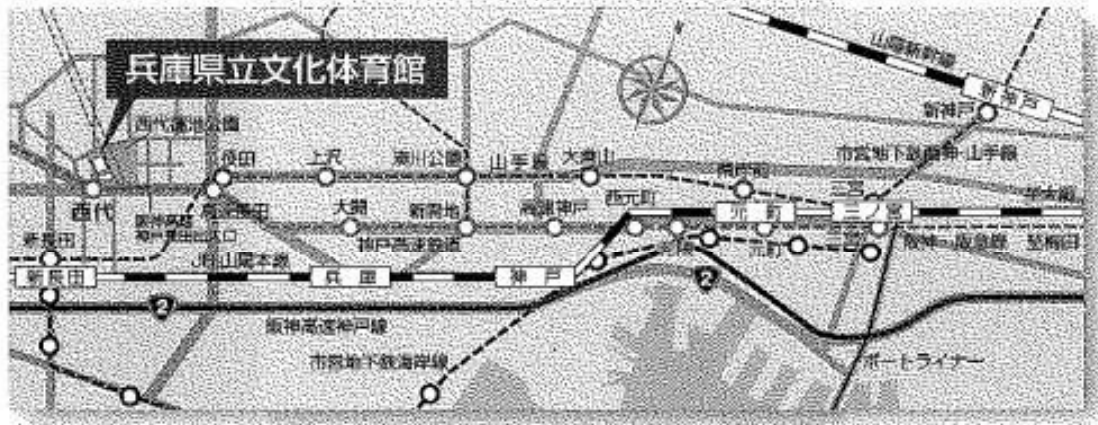 兵庫県立文化体育館
山陽新幹線
新神戸
新神戸
西代蓮池公園
長田
上沢
湊川公園
山手線
大倉山
県庁前
市営地下鉄西神・山手線
三宮
西代
高速長田
大開
新開地
高速神戸
西元町
元町
三ノ宮
新長田
神戸高速鉄道
元町
阪神・阪急線
至梅田
JR山陽本線
新長田
兵庫
神戸
2
2
阪神高速神戸線
市営地下鉄海岸線
ポートライナー